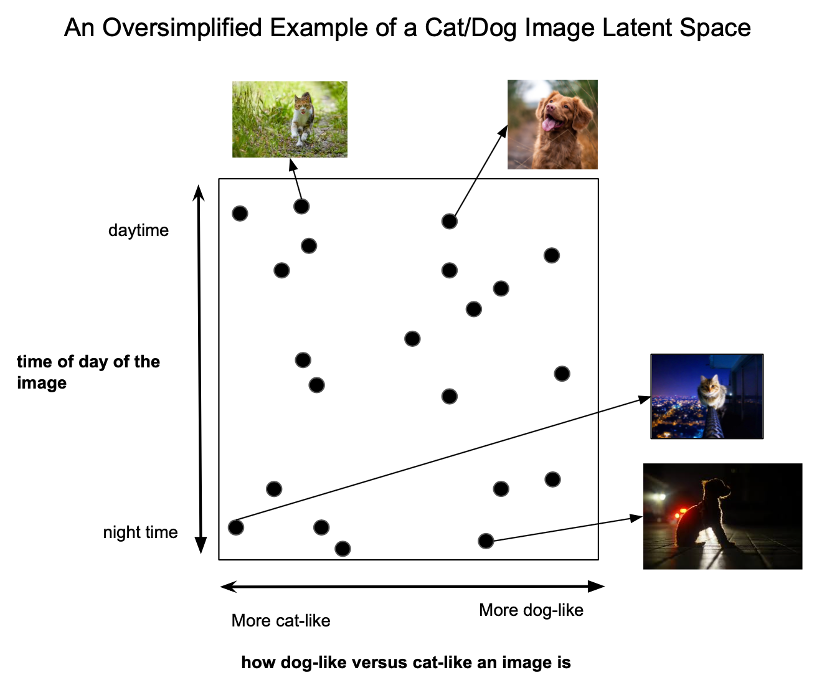 An Oversimplified Example of a Cat/Dog Image Latent Space
daytime
time of day of the
image
night time
More cat-like
More dog-like
how dog-like versus cat-like an image is